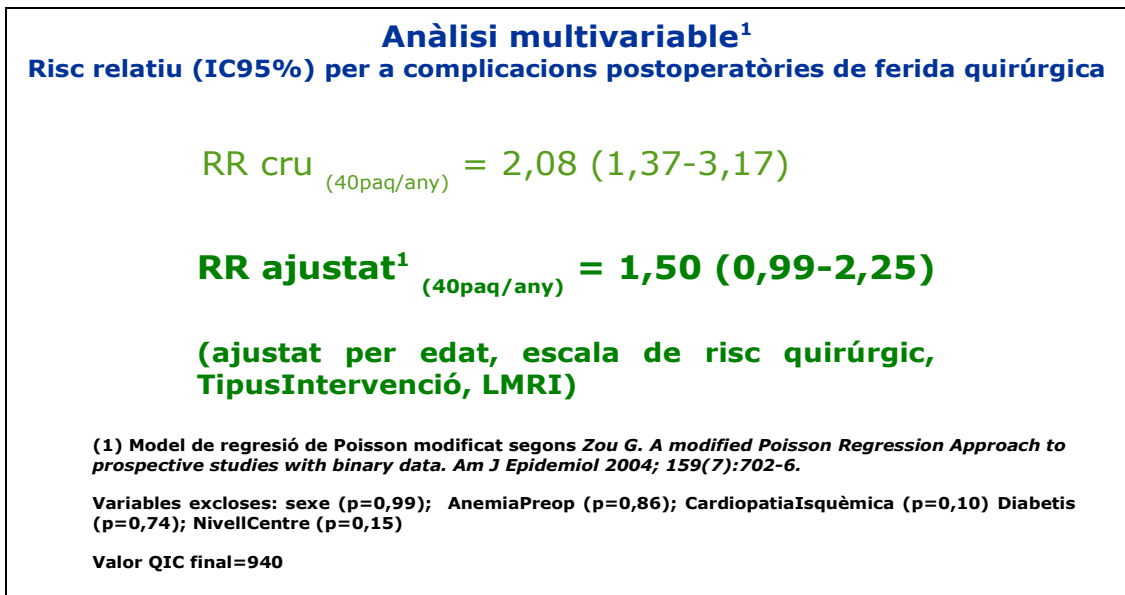 Anàlisi multivariable¹
Risc relatiu (IC95%) per a complicacions postoperatòries de ferida quirúrgica
RR cru (40paq/any) = 2,08 (1,37-3,17)
RR ajustat¹ (40paq/any) = 1,50 (0,99-2,25)
(ajustat per edat, escala de risc quirúrgic,
TipusIntervenció, LMRI)
(1) Model de regresió de Poisson modificat segons Zou G. A modified Poisson Regression Approach to
prospective studies with binary data. Am J Epidemiol 2004; 159(7):702-6.
Variables excloses: sexe (p=0,99); AnemiaPreop (p=0,86); CardiopatiaIsquèmica (p=0,10) Diabetis
(p=0,74); NivellCentre (p=0,15)
Valor QIC final=940